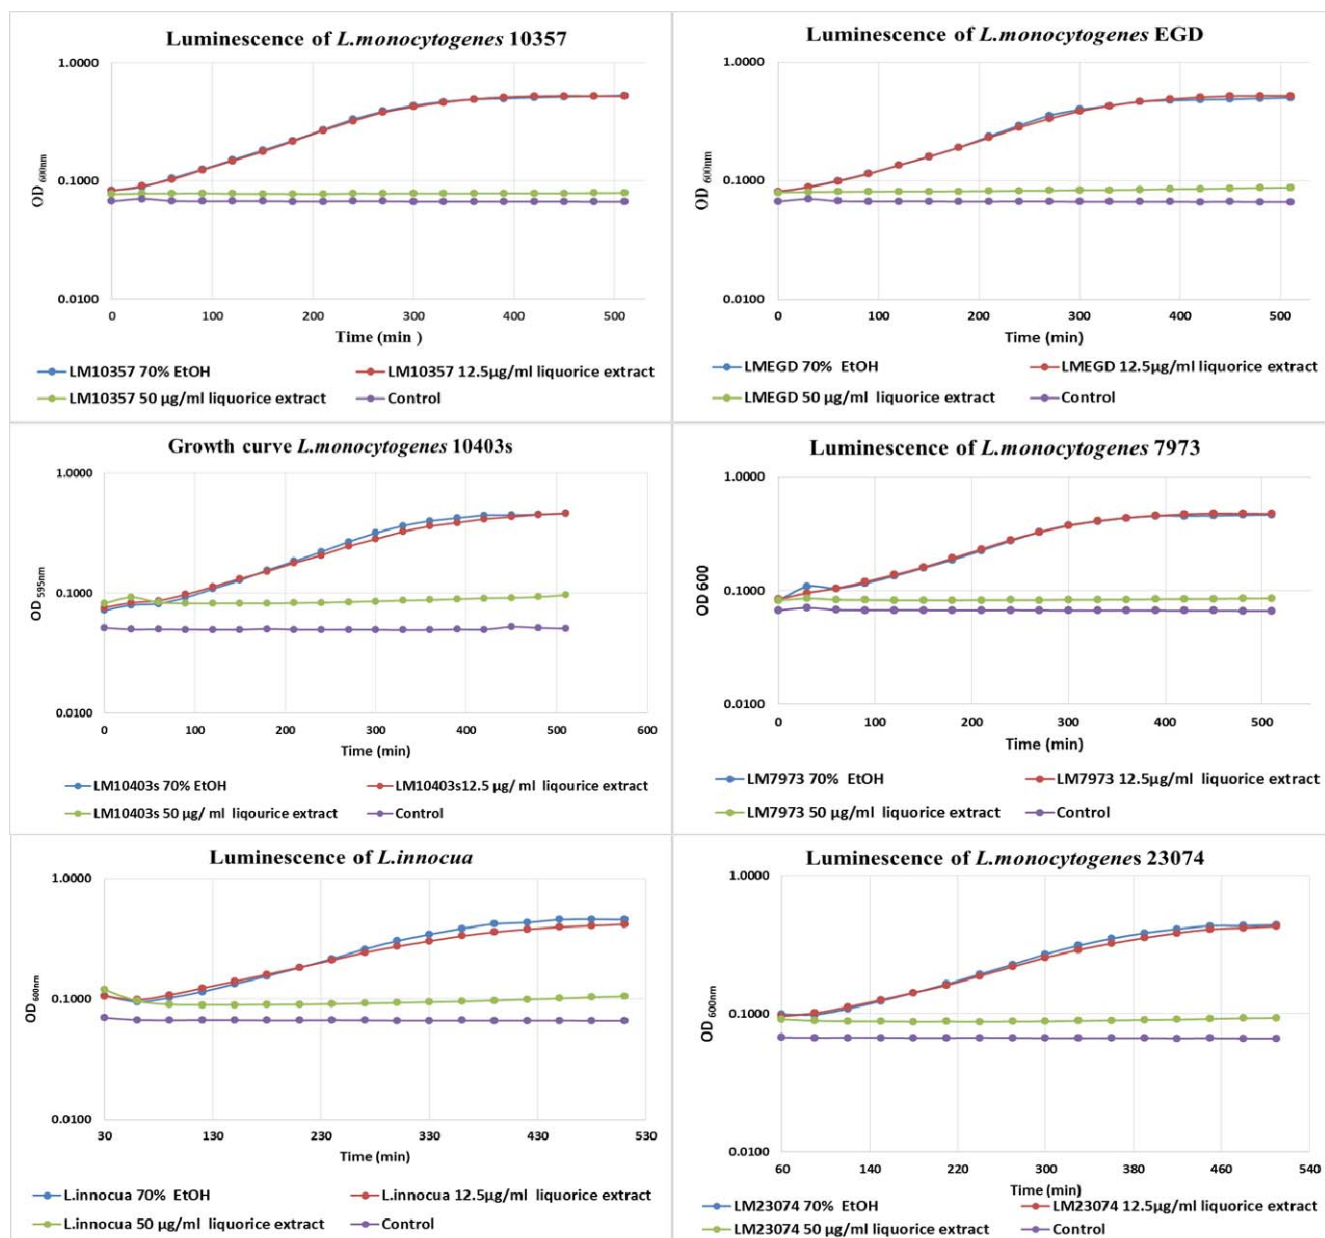 Luminescence of L.monocytogenes 10357
1.0000
0.1000
0.0100
OD 600nm
0 100 200 300 400 500
Time (min )
LM10357 70% EtOH LM10357 12.5µg/ml liquorice extract
LM10357 50 µg/ml liquorice extract Control
Luminescence of L.monocytogenes EGD
1.0000
0.1000
0.0100
OD 600nm
0 100 200 300 400 500
Time (min)
LMEGD 70% EtOH LMEGD 12.5µg/ml liquorice extract
LMEGD 50 µg/ml liquorice extract Control
Growth curve L.monocytogenes 10403s
1.0000
0.1000
0.0100
OD 595nm
0 100 200 300 400 500 600
Time (min)
LM10403s 70% EtOH LM10403s12.5 µg/ ml liqourice extract
LM10403s 50 µg/ ml liqourice extract Control
Luminescence of L.monocytogenes 7973
1.0000
0.1000
0.0100
OD 600
0 100 200 300 400 500
Time (min)
LM7973 70% EtOH LM7973 12.5µg/ml liquorice extract
LM7973 50 µg/ml liquorice extract Control
Luminescence of L.innocua
1.0000
0.1000
0.0100
OD 600nm
30 130 230 330 430 530
Time (min)
L.innocua 70% EtOH L.innocua 12.5µg/ml liquorice extract
L.innocua 50 µg/ml liquorice extract Control
Luminescence of L.monocytogenes 23074
1.0000
0.1000
0.0100
OD 600nm
60 140 220 300 380 460 540
Time (min)
LM23074 70% EtOH LM23074 12.5µg/ml liquorice extract
LM23074 50 µg/ml liquorice extract Control